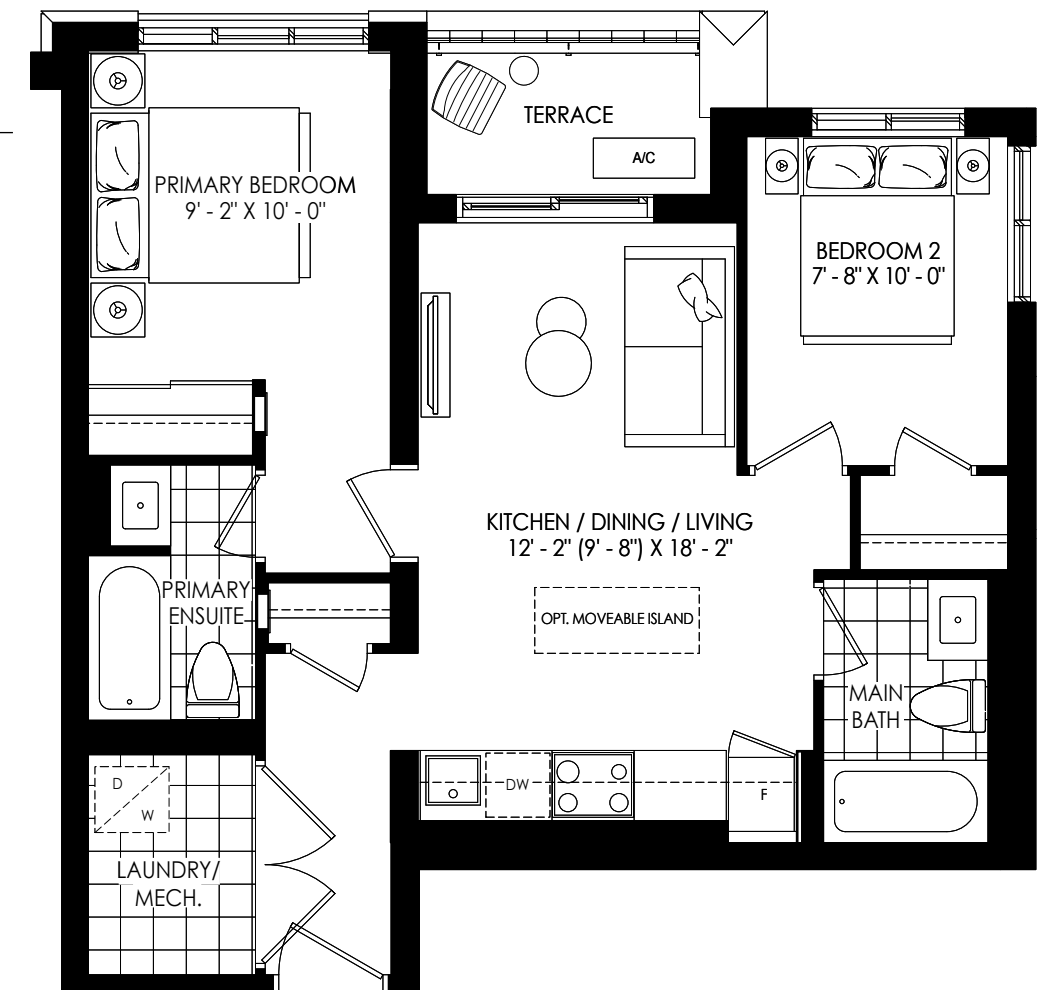 TERRACE
A/C
PRIMARY BEDROOM
9' - 2" X 10' - 0"
BEDROOM 2
7' - 8" X 10' - 0"
KITCHEN / DINING / LIVING
12' - 2" (9' - 8") X 18' - 2"
PRIMARY
ENSUITE
OPT. MOVEABLE ISLAND
MAIN
BATH
D
W
DW
F
LAUNDRY/
MECH.